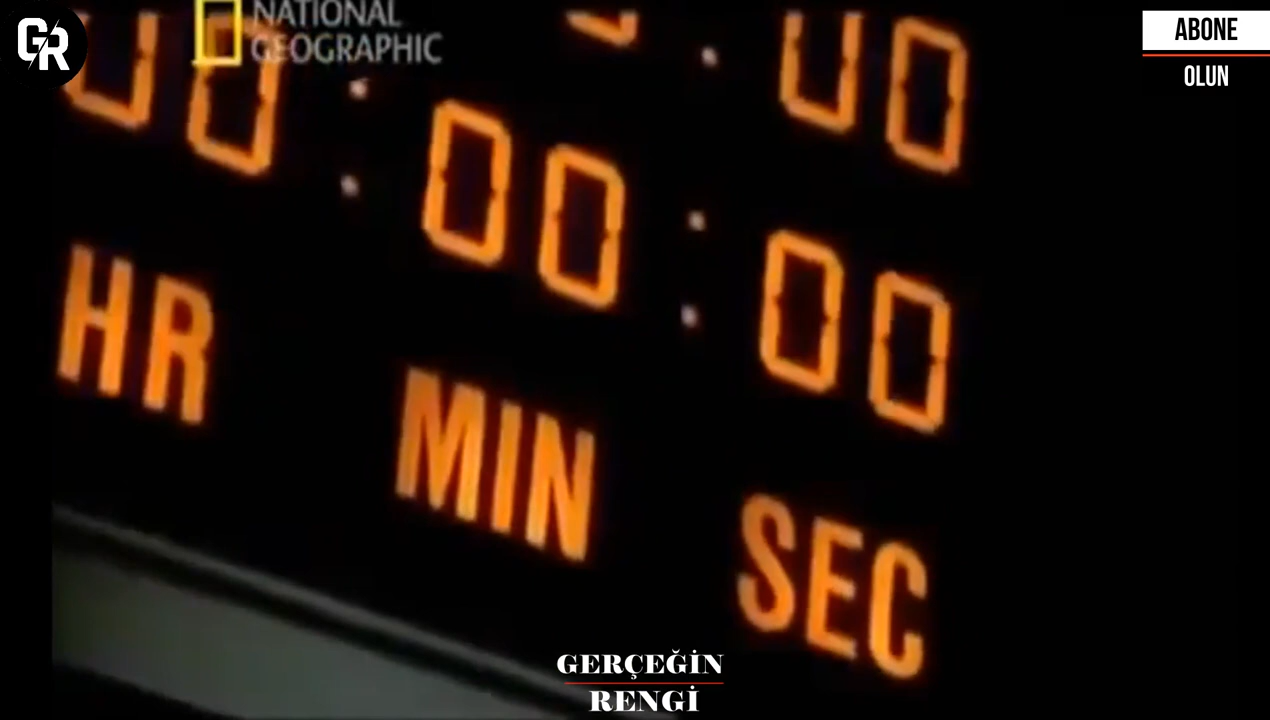 GR
NATIONAL
GEOGRAPHIC
ABONE
OLUN
00
00 : 00 : 00
HR MIN SEC
GERÇEĞİN
RENGİ